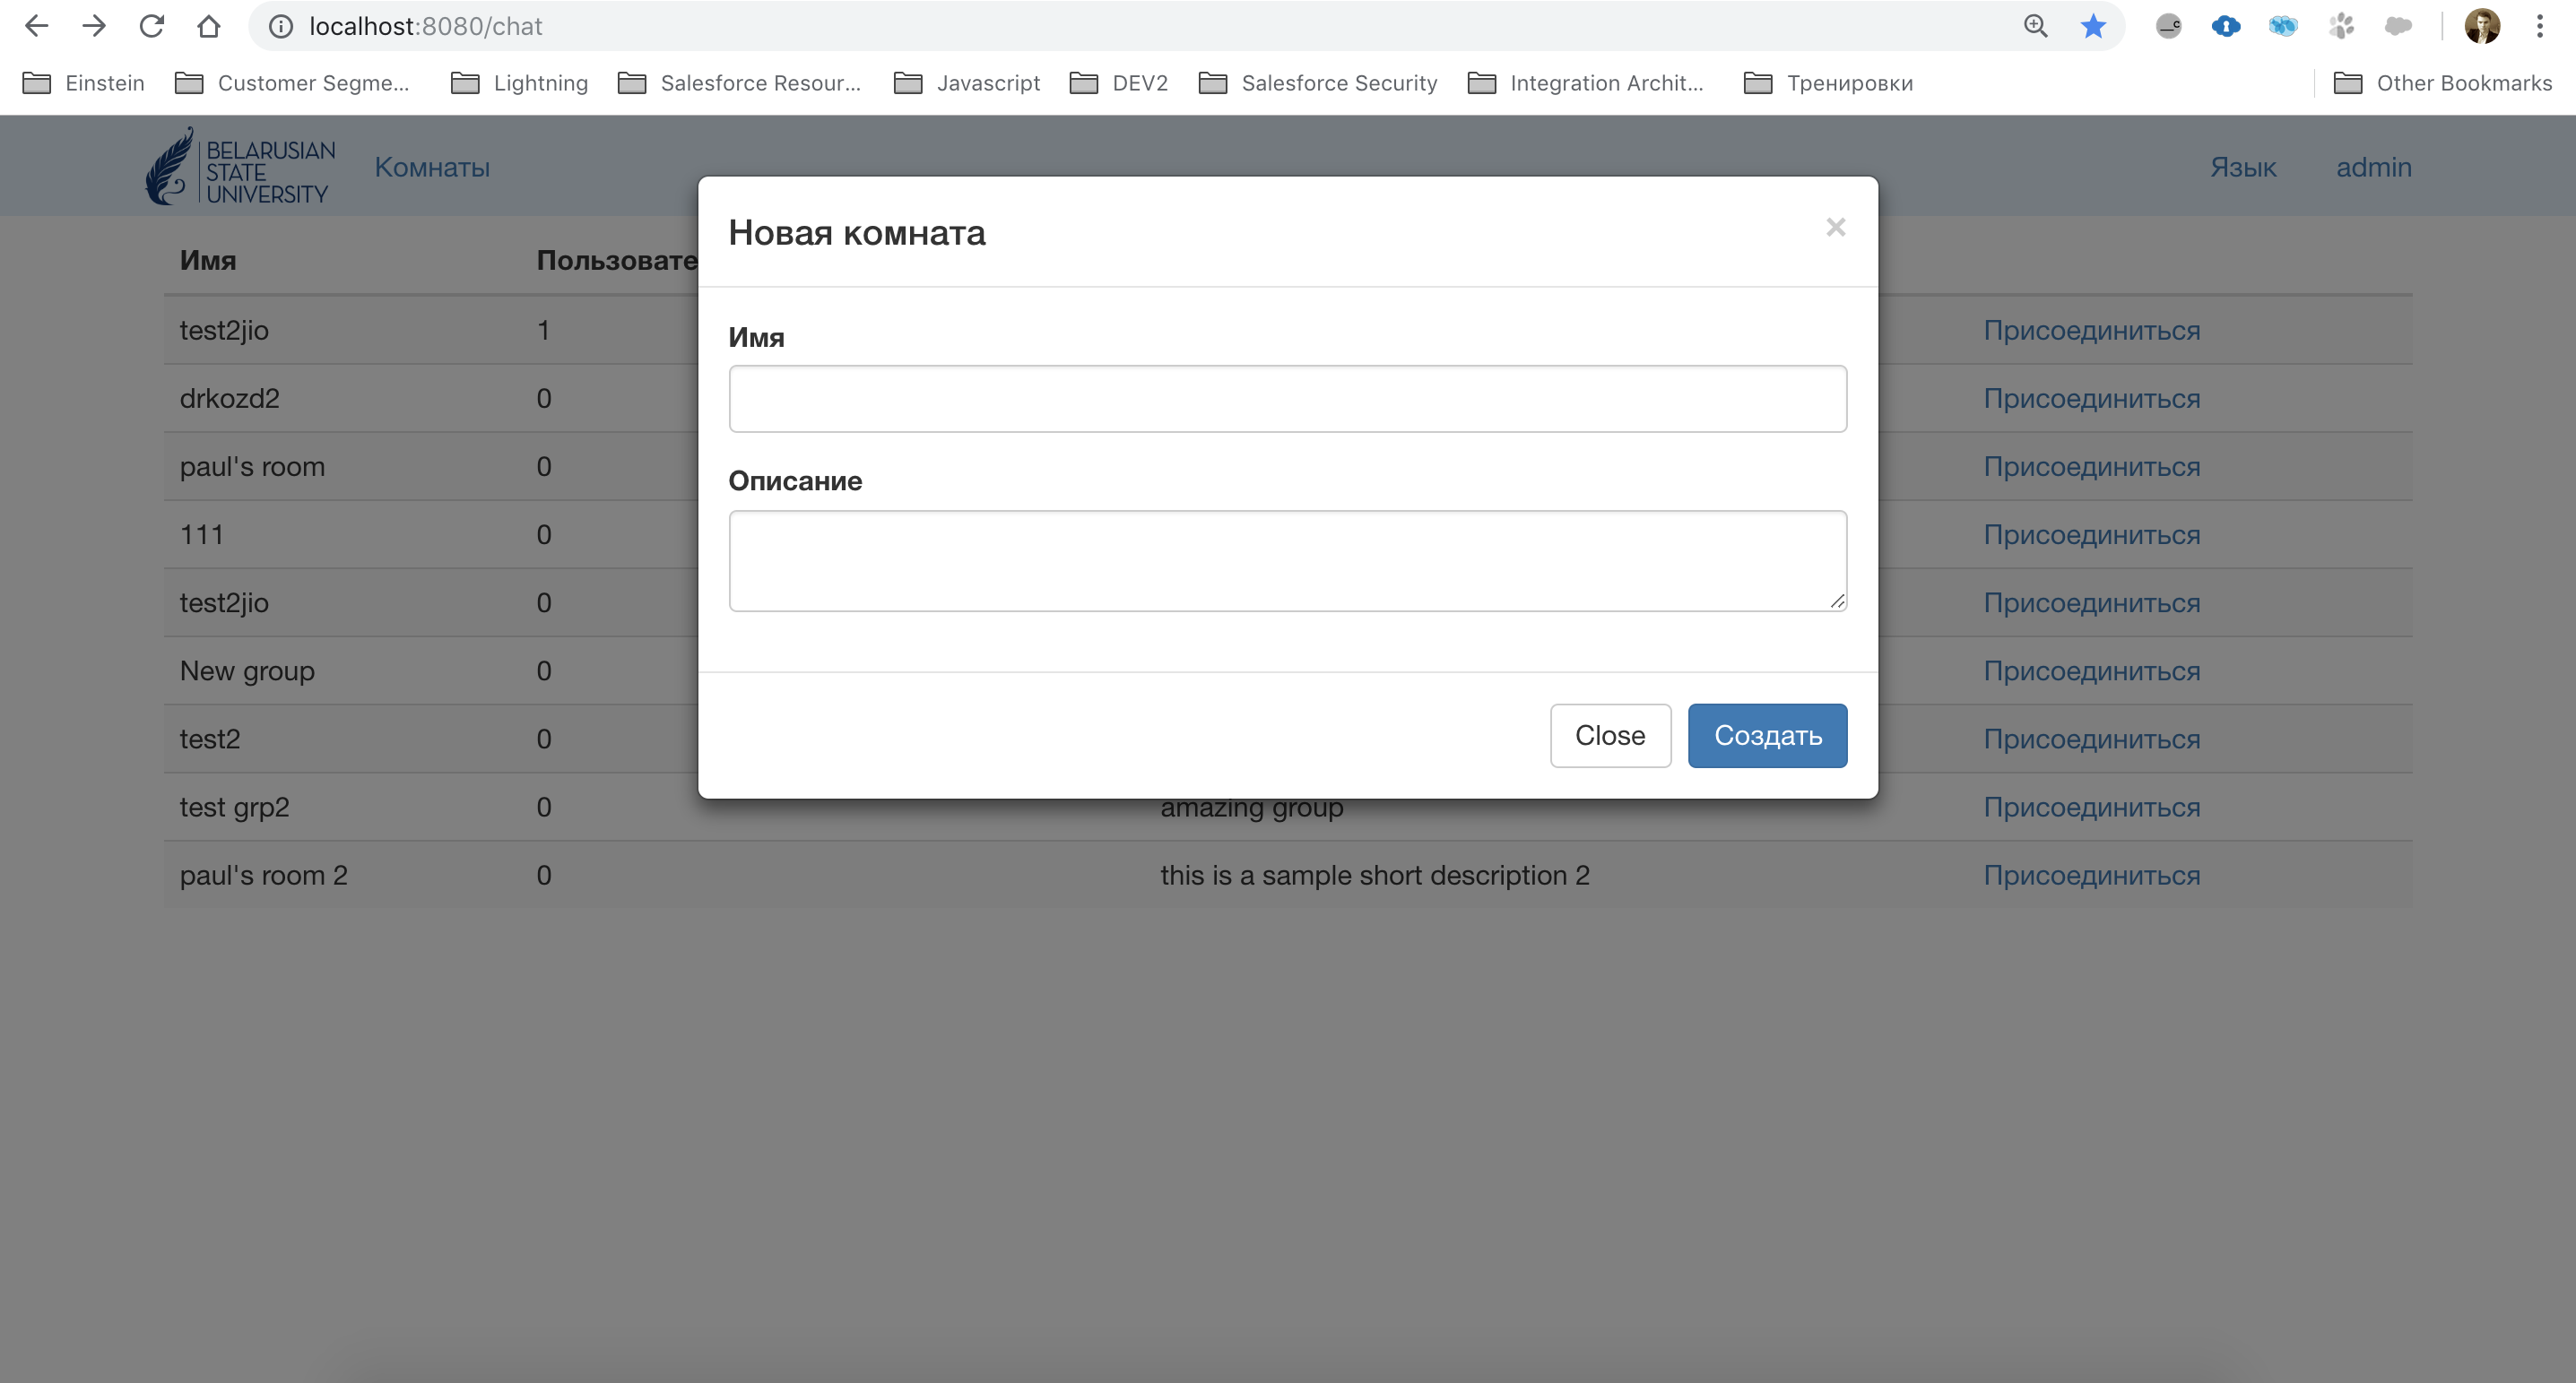 localhost:8080/chat
Einstein Customer Segme... Lightning Salesforce Resour... Javascript DEV2 Salesforce Security Integration Archit... Тренировки Other Bookmarks
BELARUSIAN
STATE
UNIVERSITY
Комнаты Язык admin
Новая комната ×
Имя
Описание
Close Создать
Имя Пользовате
test2jio 1 Присоединиться
drkozd2 0 Присоединиться
paul's room 0 Присоединиться
111 0 Присоединиться
test2jio 0 Присоединиться
New group 0 Присоединиться
test2 0 Присоединиться
test grp2 0 amazing group Присоединиться
paul's room 2 0 this is a sample short description 2 Присоединиться